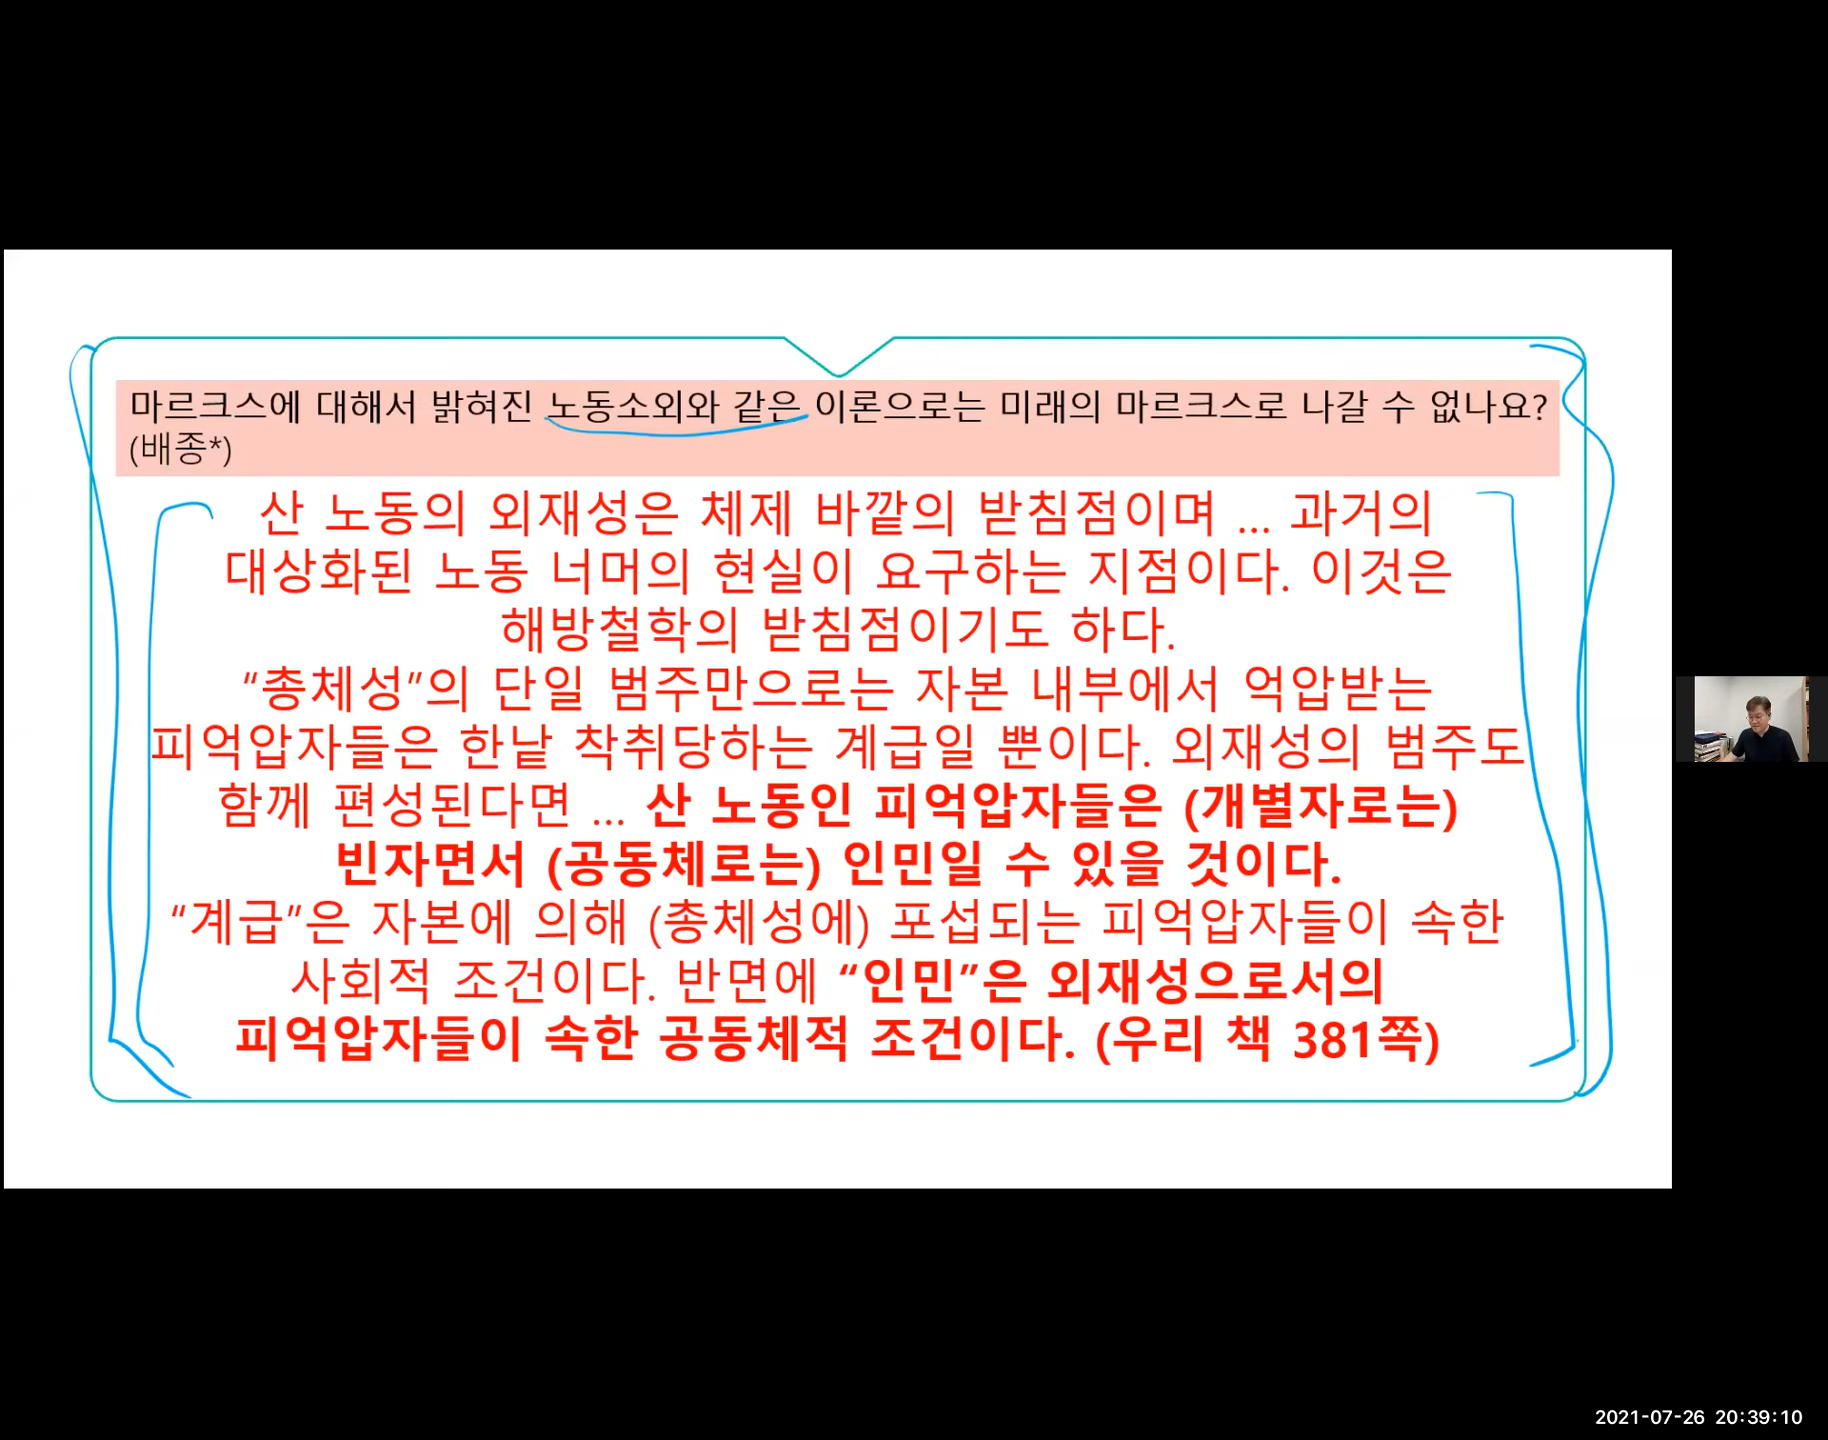 마르크스에 대해서 밝혀진 노동소외와 같은 이론으로는 미래의 마르크스로 나갈 수 없나요?
(배종*)
산 노동의 외재성은 체제 바깥의 받침점이며 ... 과거의
대상화된 노동 너머의 현실이 요구하는 지점이다. 이것은
해방철학의 받침점이기도 하다.
“총체성”의 단일 범주만으로는 자본 내부에서 억압받는
피억압자들은 한낱 착취당하는 계급일 뿐이다. 외재성의 범주도
함께 편성된다면 ... 산 노동인 피억압자들은 (개별자로는)
빈자면서 (공동체로는) 인민일 수 있을 것이다.
“계급”은 자본에 의해 (총체성에) 포섭되는 피억압자들이 속한
사회적 조건이다. 반면에 “인민”은 외재성으로서의
피억압자들이 속한 공동체적 조건이다. (우리 책 381쪽)
2021-07-26 20:39:10